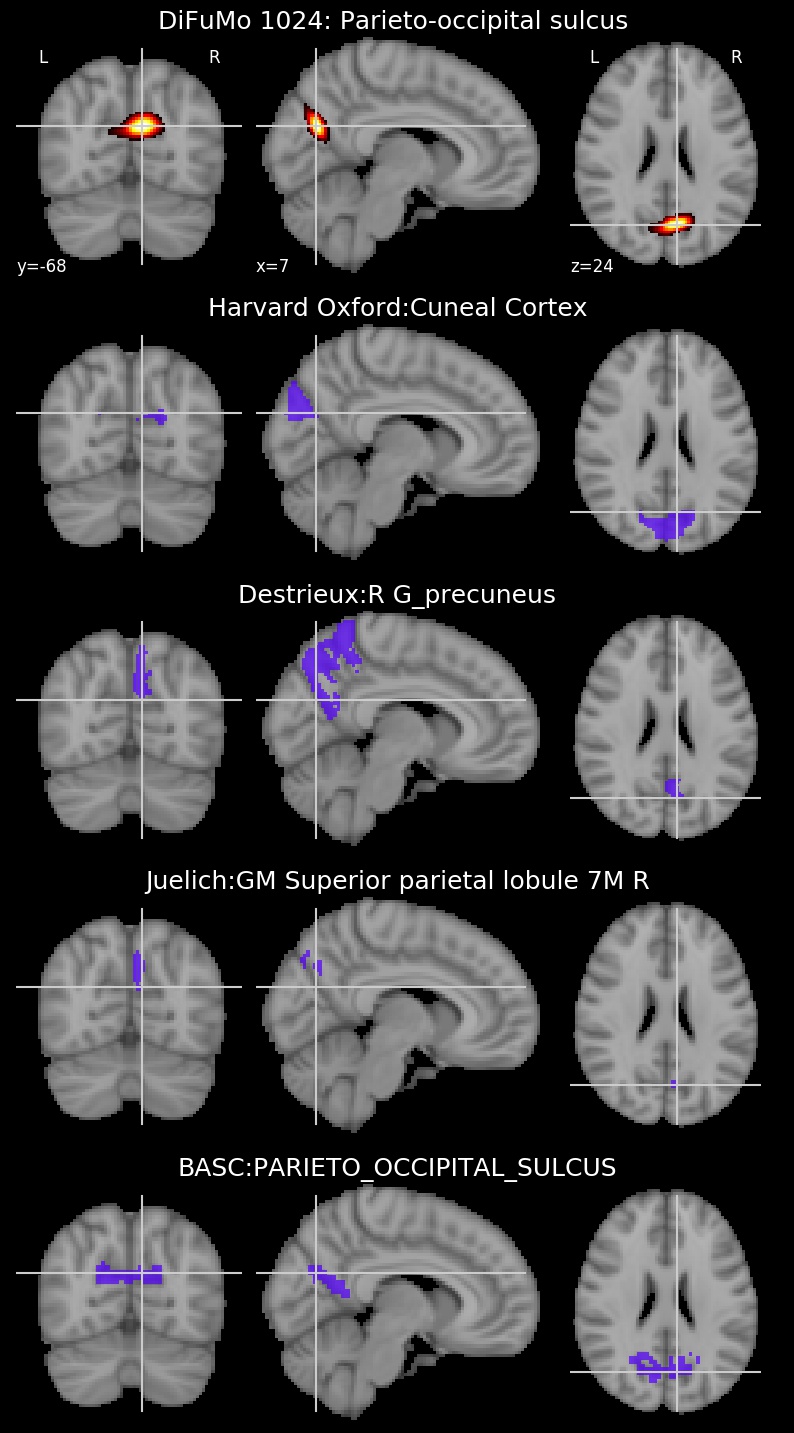 DiFuMo 1024: Parieto-occipital sulcus
L R L R
y=-68 x=7 z=24
Harvard Oxford:Cuneal Cortex
Destrieux:R G_precuneus
Juelich:GM Superior parietal lobule 7M R
BASC:PARIETO_OCCIPITAL_SULCUS